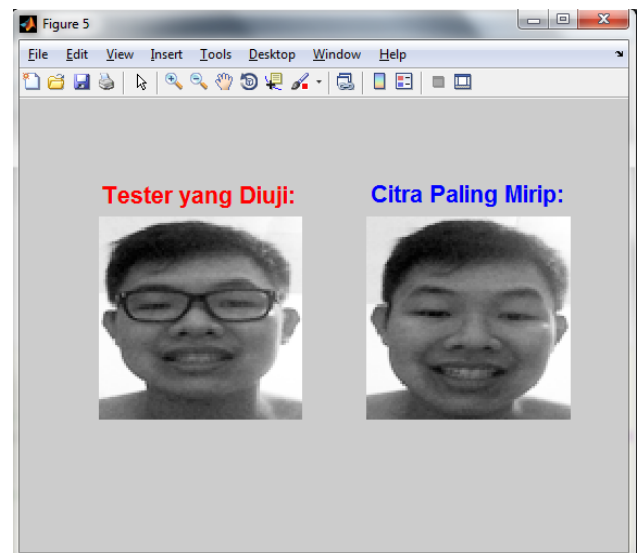 Figure 5
File Edit View Insert Tools Desktop Window Help
Tester yang Diuji:
Citra Paling Mirip: